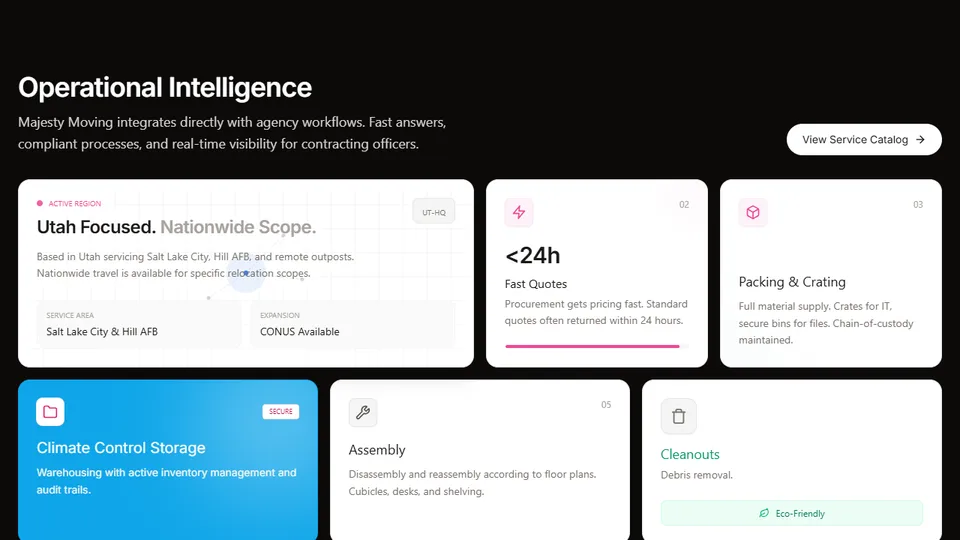 Operational Intelligence
Majesty Moving integrates directly with agency workflows. Fast answers,
compliant processes, and real-time visibility for contracting officers.
View Service Catalog
ACTIVE REGION
UT-HQ
Utah Focused. Nationwide Scope.
Based in Utah servicing Salt Lake City, Hill AFB, and remote outposts.
Nationwide travel is available for specific relocation scopes.
SERVICE AREA
Salt Lake City & Hill AFB
EXPANSION
CONUS Available
02
<24h
Fast Quotes
Procurement gets pricing fast. Standard
quotes often returned within 24 hours.
03
Packing & Crating
Full material supply. Crates for IT,
secure bins for files. Chain-of-custody
maintained.
SECURE
Climate Control Storage
Warehousing with active inventory management and
audit trails.
05
Assembly
Disassembly and reassembly according to floor plans.
Cubicles, desks, and shelving.
Cleanouts
Debris removal.
Eco-Friendly